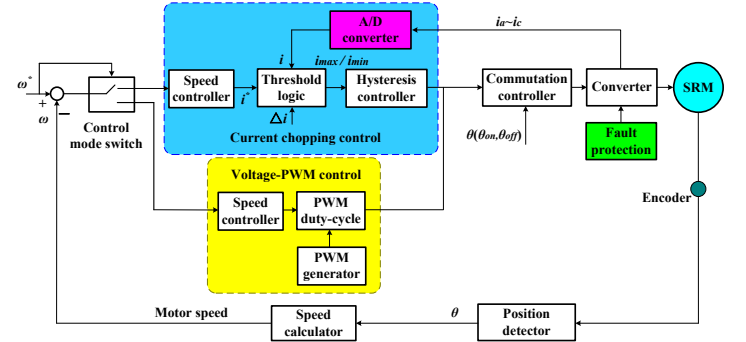 A/D
converter
ia~ic
i
imax / imin
ω*
+
ω
−
Control
mode switch
Speed
controller
i*
Threshold
logic
Δi
Hysteresis
controller
Current chopping control
Commutation
controller
θ(θon,θoff)
Converter
SRM
Fault
protection
Voltage-PWM control
Speed
controller
PWM
duty-cycle
PWM
generator
Encoder
Motor speed
Speed
calculator
θ
Position
detector